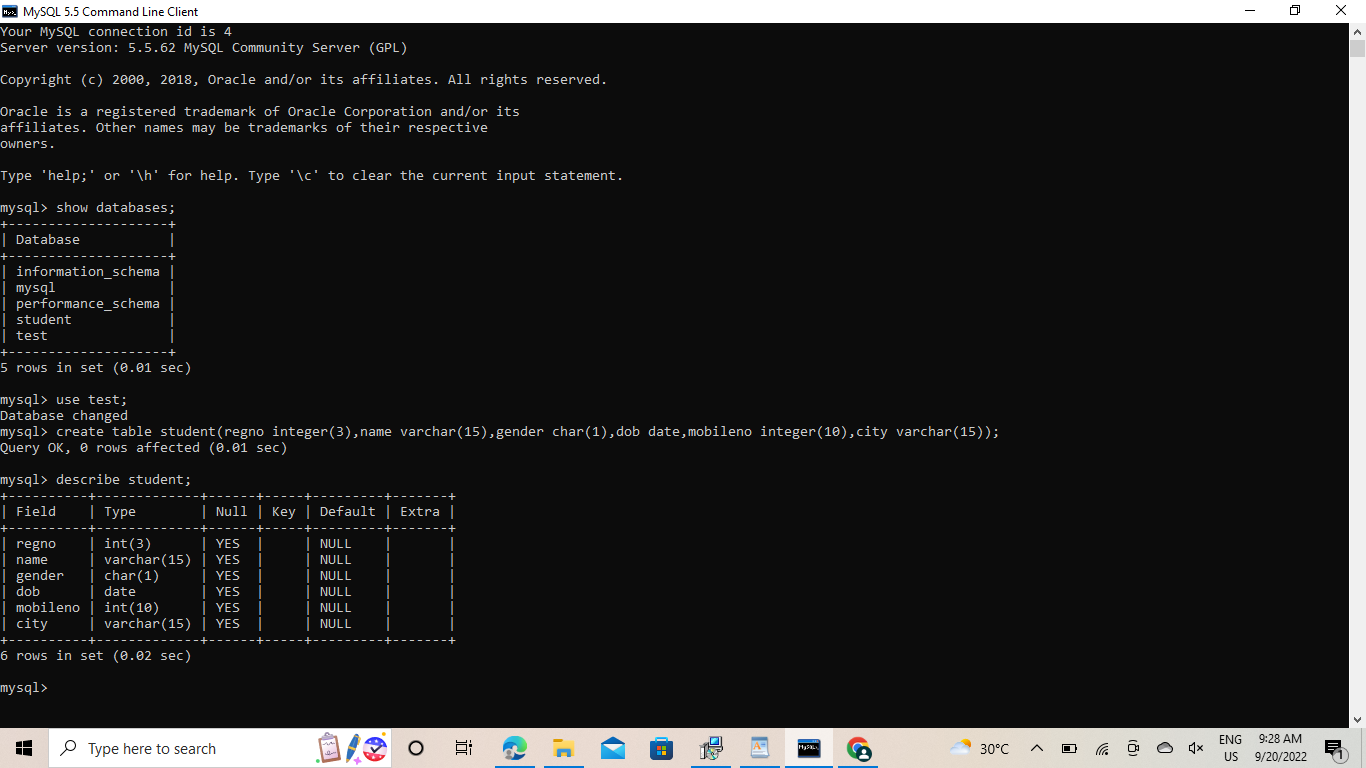 MySQL 5.5 Command Line Client
Your MySQL connection id is 4
Server version: 5.5.62 MySQL Community Server (GPL)
Copyright (c) 2000, 2018, Oracle and/or its affiliates. All rights reserved.
Oracle is a registered trademark of Oracle Corporation and/or its
affiliates. Other names may be trademarks of their respective
owners.
Type 'help;' or '\h' for help. Type '\c' to clear the current input statement.
mysql> show databases;
+--------------------+
| Database           |
+--------------------+
| information_schema |
| mysql              |
| performance_schema |
| student            |
| test               |
+--------------------+
5 rows in set (0.01 sec)
mysql> use test;
Database changed
mysql> create table student(regno integer(3),name varchar(15),gender char(1),dob date,mobileno integer(10),city varchar(15));
Query OK, 0 rows affected (0.01 sec)
mysql> describe student;
+----------+-------------+------+-----+---------+-------+
| Field    | Type        | Null | Key | Default | Extra |
+----------+-------------+------+-----+---------+-------+
| regno    | int(3)      | YES  |     | NULL    |       |
| name     | varchar(15) | YES  |     | NULL    |       |
| gender   | char(1)     | YES  |     | NULL    |       |
| dob      | date        | YES  |     | NULL    |       |
| mobileno | int(10)     | YES  |     | NULL    |       |
| city     | varchar(15) | YES  |     | NULL    |       |
+----------+-------------+------+-----+---------+-------+
6 rows in set (0.02 sec)
mysql>
Type here to search
30°C
ENG
US
9:28 AM
9/20/2022
1